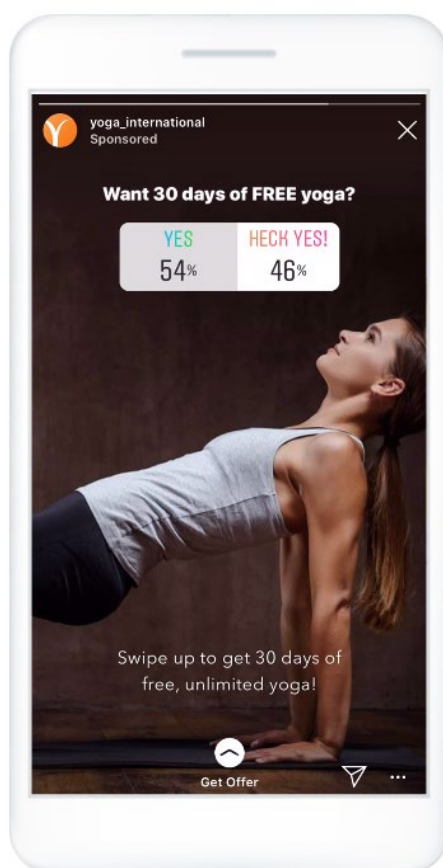 yoga_international
Sponsored
Want 30 days of FREE yoga?
YES
HECK YES!
54%
46%
Swipe up to get 30 days of
free, unlimited yoga!
Get Offer